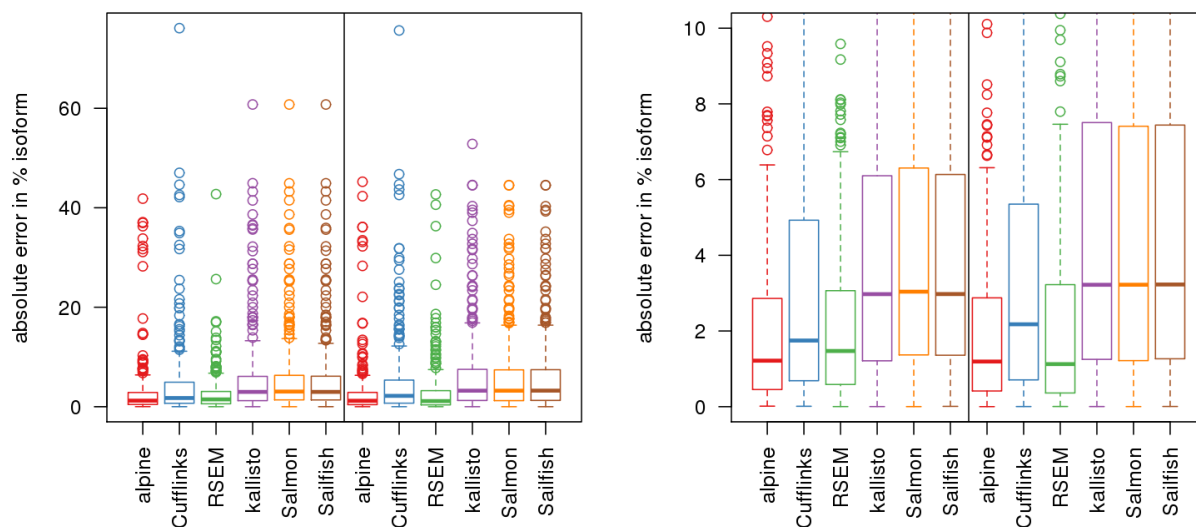 absolute error in % isoform
60
40
20
0
alpine
Cufflinks
RSEM
kallisto
Salmon
Sailfish
alpine
Cufflinks
RSEM
kallisto
Salmon
Sailfish
absolute error in % isoform
10
8
6
4
2
0
alpine
Cufflinks
RSEM
kallisto
Salmon
Sailfish
alpine
Cufflinks
RSEM
kallisto
Salmon
Sailfish